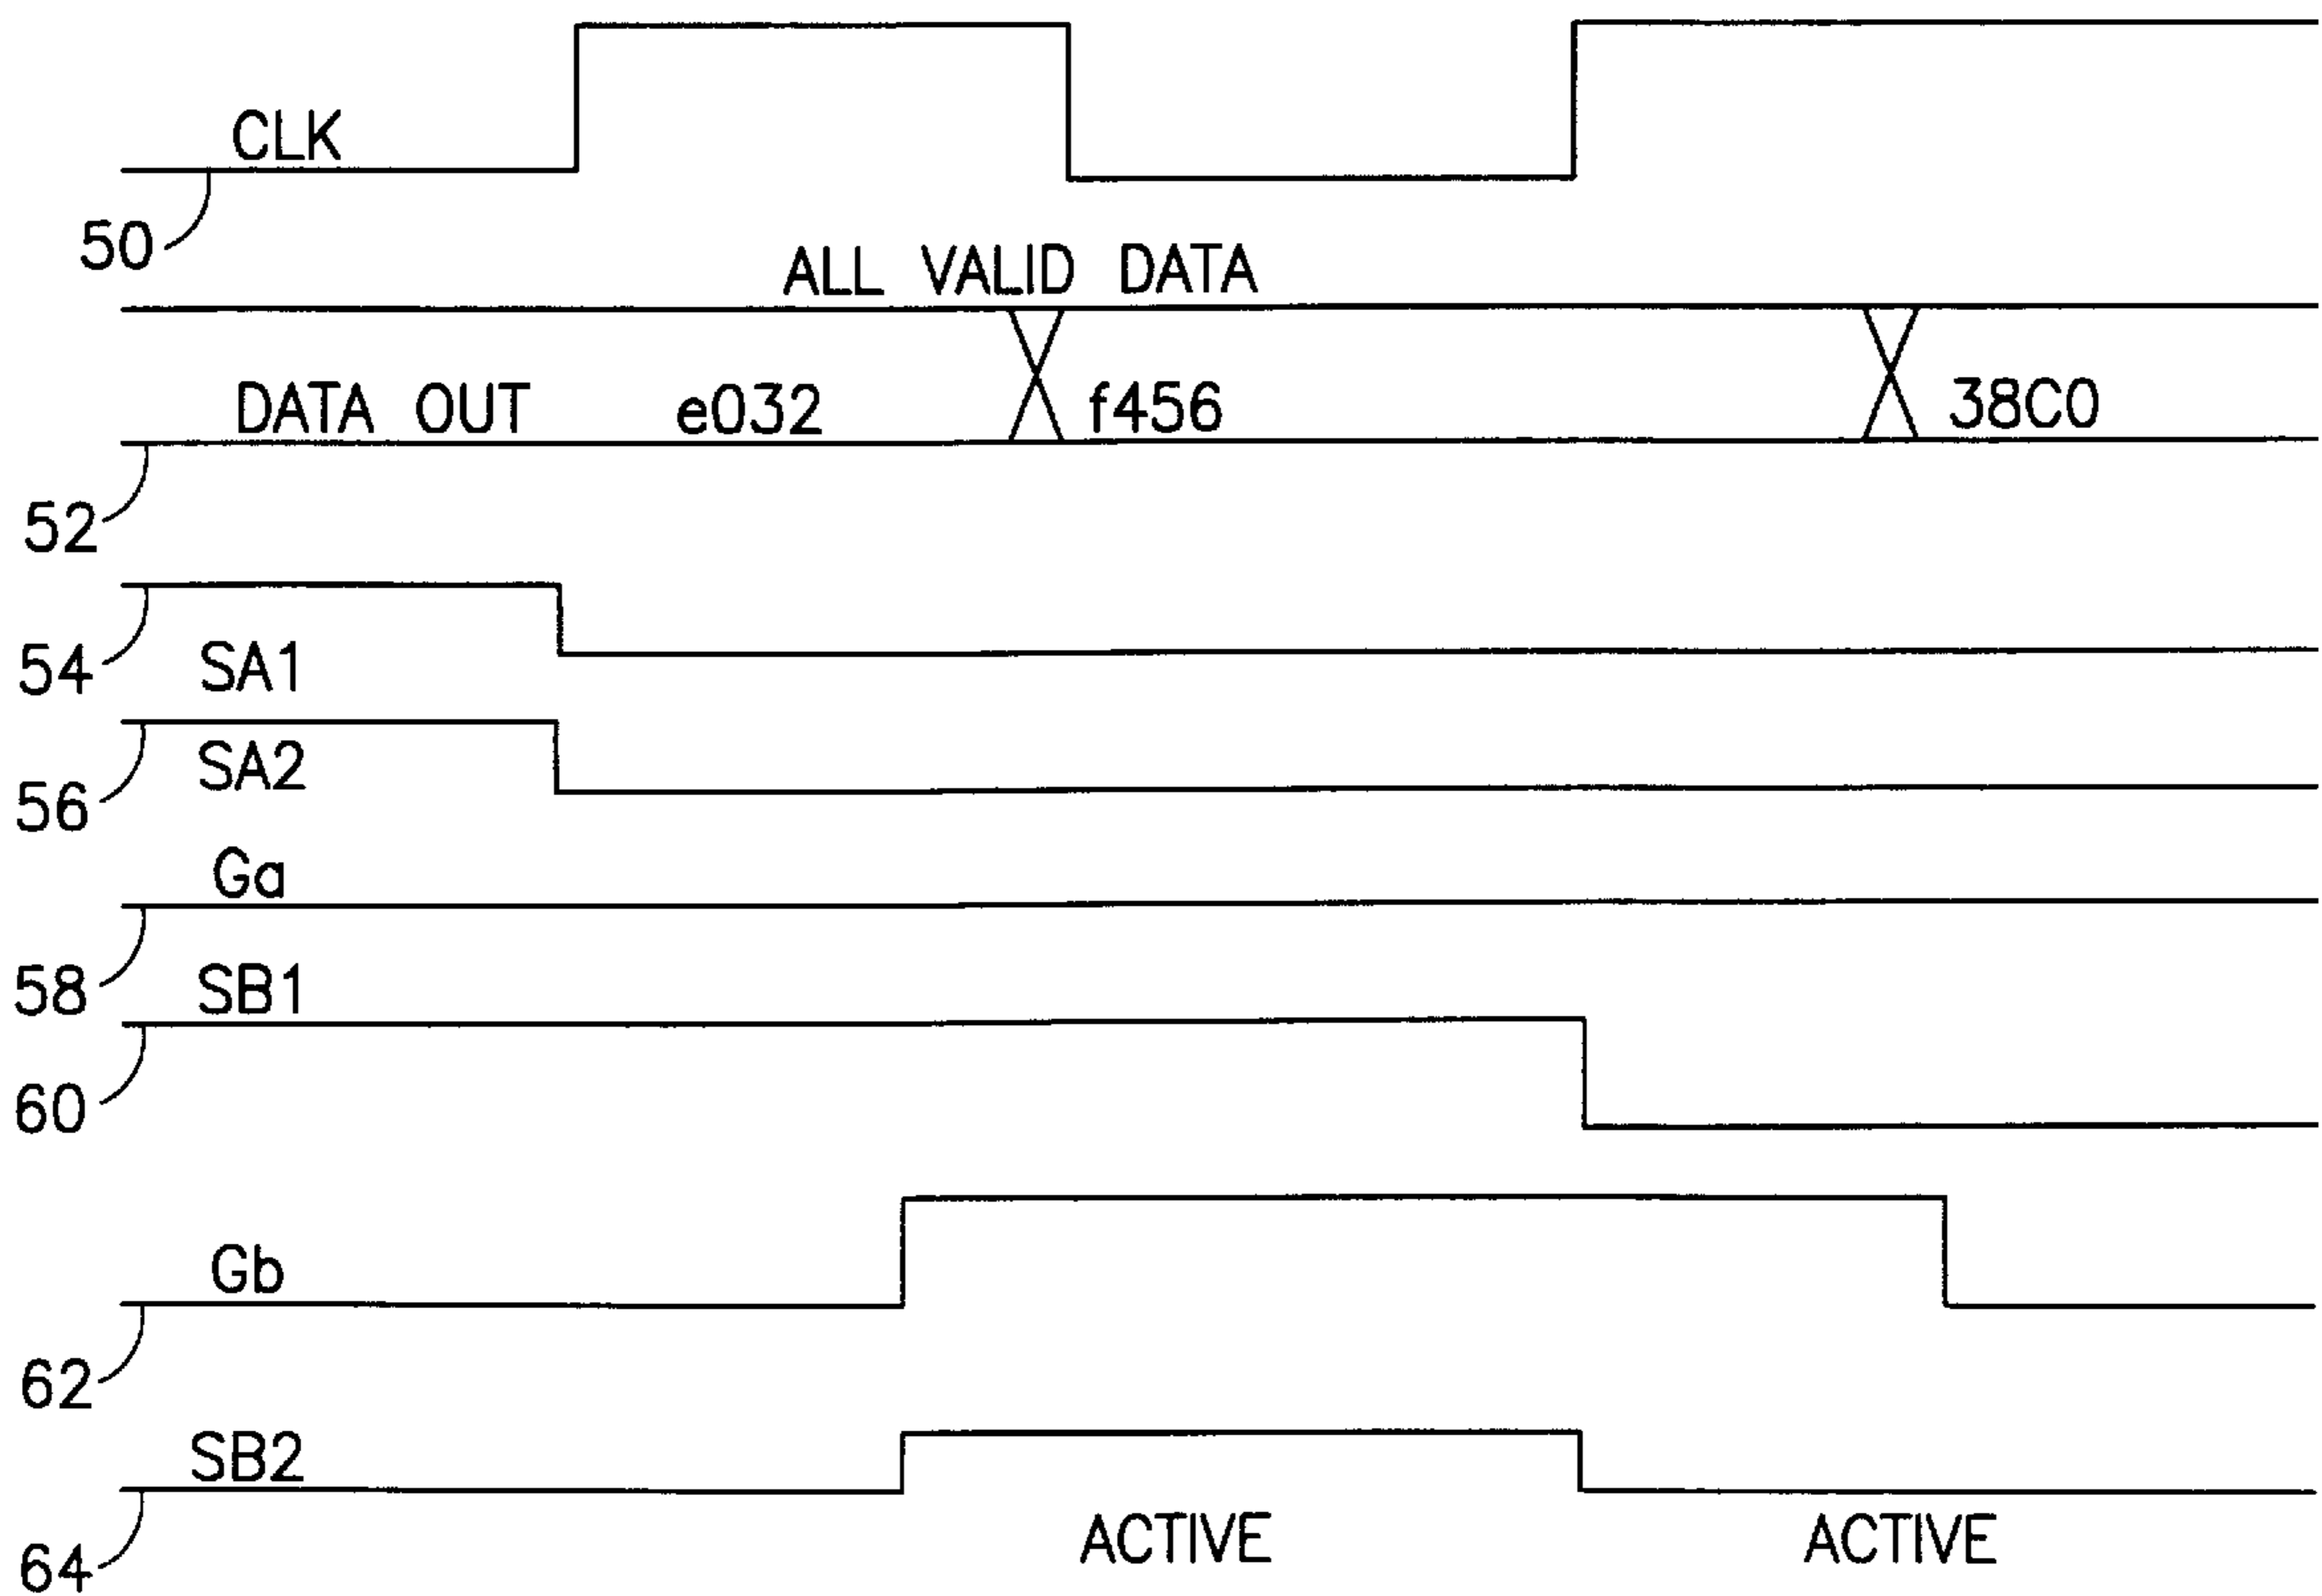 CLK
50
ALL VALID DATA
DATA OUT e032 f456 38C0
52
54
SA1
SA2
56
Ga
58
SB1
60
Gb
62
SB2
ACTIVE ACTIVE
64